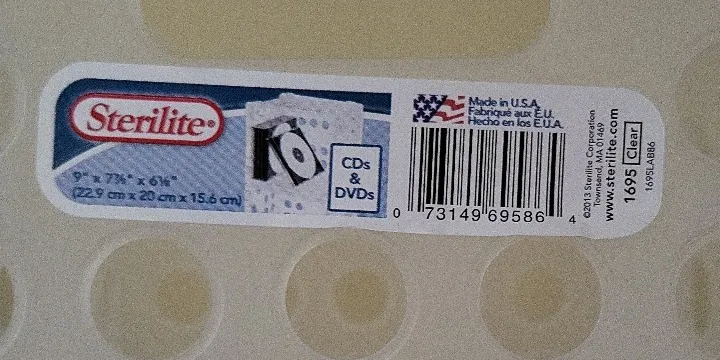 Sterilite®
9" x 7⅞" x 6⅛"
(22.9 cm x 20 cm x 15.6 cm)
CDs
&
DVDs
Made in U.S.A.
Fabriqué aux E.U.
Hecho en los E.U.A.
0 73149 69586 4
©2013 Sterilite Corporation
Townsend, MA 01469
www.sterilite.com
1695 Clear
1695LAB86